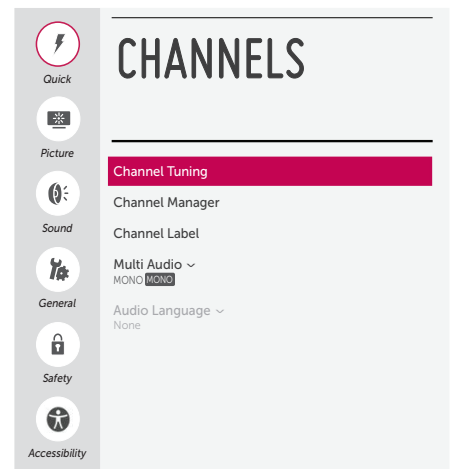 Quick
Picture
Sound
General
Safety
Accessibility
CHANNELS
Channel Tuning
Channel Manager
Channel Label
Multi Audio
MONO MONO
Audio Language
None